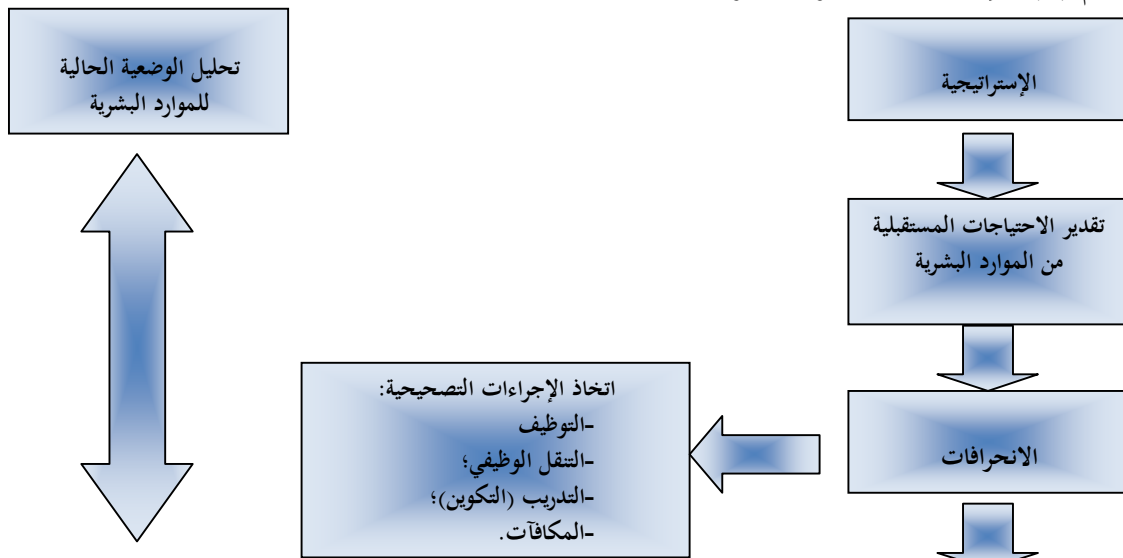 الإستراتيجية
تحليل الوضعية الحالية
للموارد البشرية
تقدير الاحتياجات المستقبلية
من الموارد البشرية
اتخاذ الإجراءات التصحيحية:
-التوظيف
-التنقل الوظيفي؛
-التدريب (التكوين)؛
-المكافآت.
الانحرافات